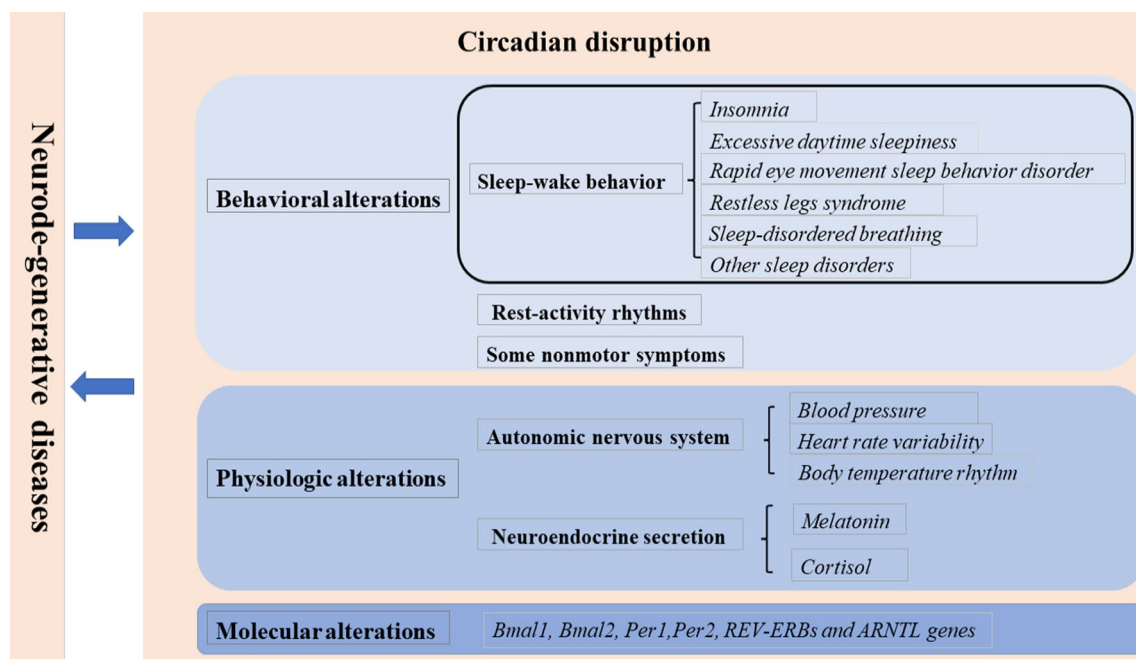 Circadian disruption
Neurode-generative diseases
Behavioral alterations
Sleep-wake behavior
Insomnia
Excessive daytime sleepiness
Rapid eye movement sleep behavior disorder
Restless legs syndrome
Sleep-disordered breathing
Other sleep disorders
Rest-activity rhythms
Some nonmotor symptoms
Physiologic alterations
Autonomic nervous system
Blood pressure
Heart rate variability
Body temperature rhythm
Neuroendocrine secretion
Melatonin
Cortisol
Molecular alterations
Bmal1, Bmal2, Per1,Per2, REV-ERBs and ARNTL genes